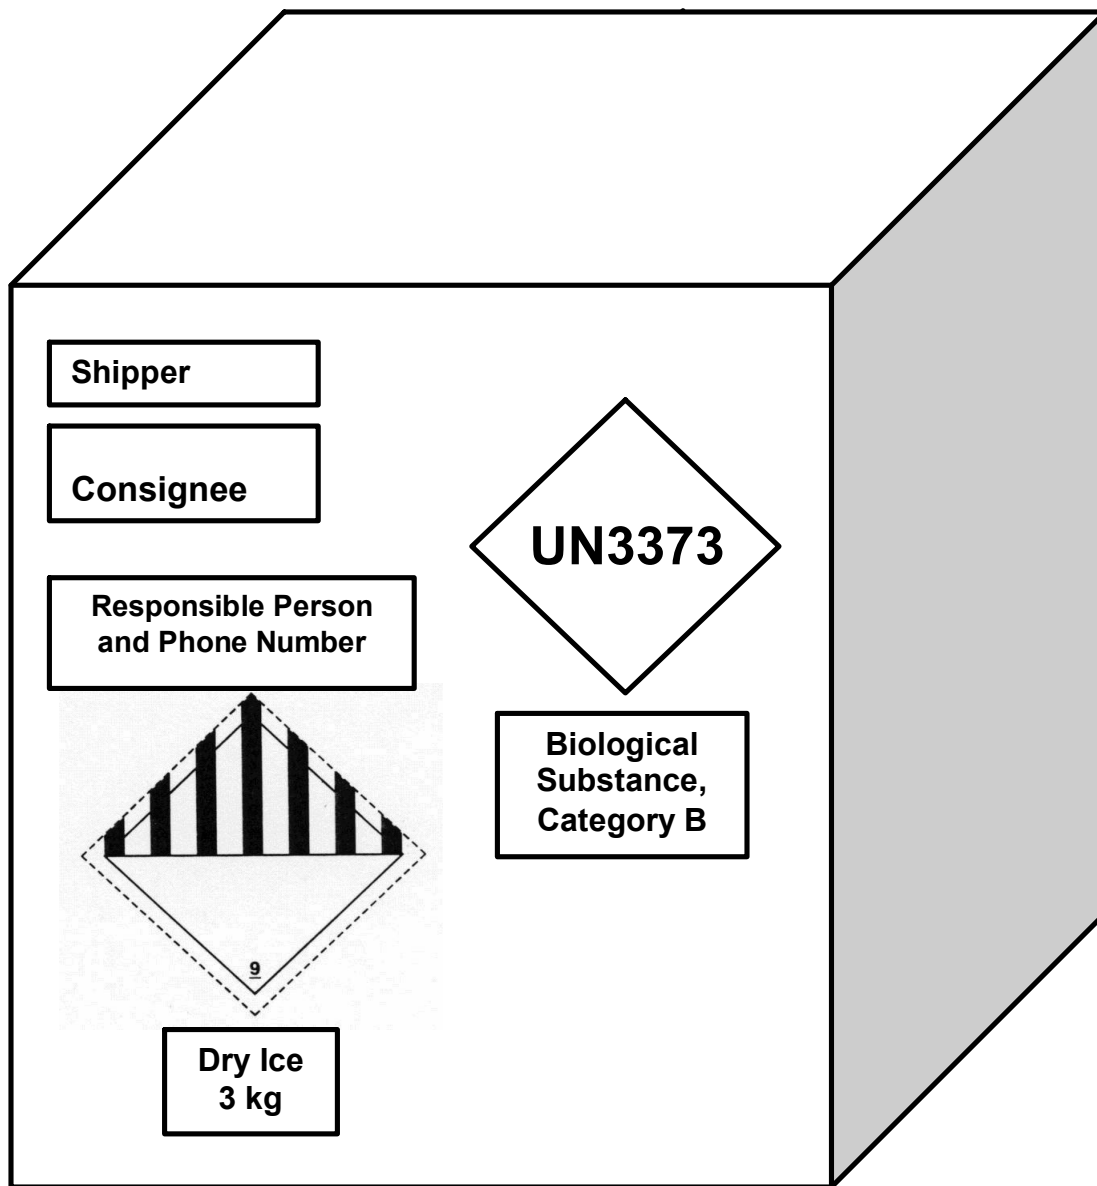 Shipper
Consignee
Responsible Person
and Phone Number
UN3373
Biological
Substance,
Category B
9
Dry Ice
3 kg